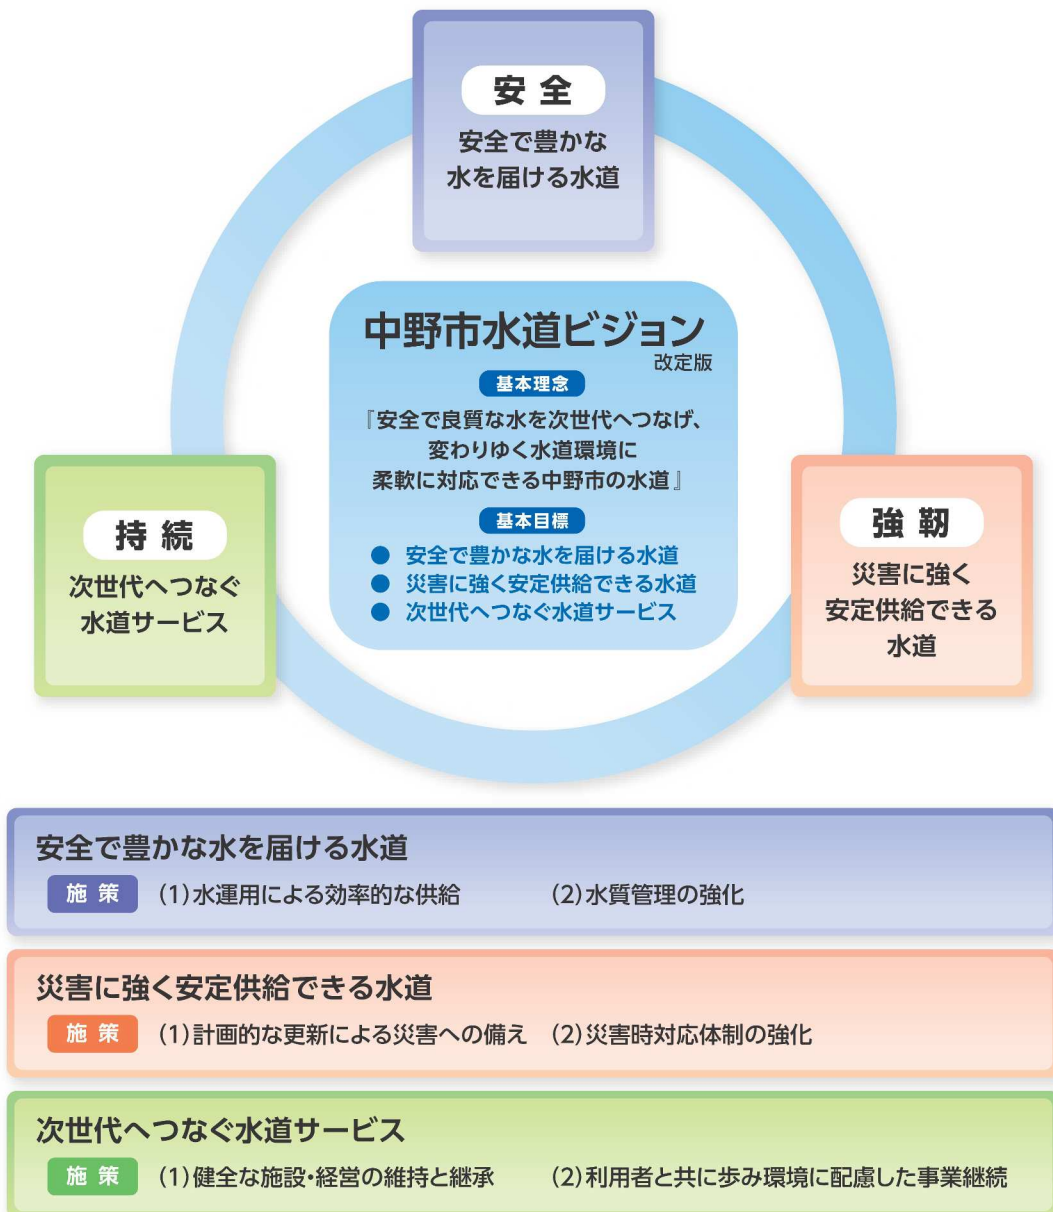 安全
安全で豊かな
水を届ける水道
中野市水道ビジョン
改定版
基本理念
『安全で良質な水を次世代へつなげ、
変わりゆく水道環境に
柔軟に対応できる中野市の水道』
基本目標
● 安全で豊かな水を届ける水道
● 災害に強く安定供給できる水道
● 次世代へつなぐ水道サービス
持続
次世代へつなぐ
水道サービス
強靭
災害に強く
安定供給できる
水道
安全で豊かな水を届ける水道
施策 (1)水運用による効率的な供給 (2)水質管理の強化
災害に強く安定供給できる水道
施策 (1)計画的な更新による災害への備え (2)災害時対応体制の強化
次世代へつなぐ水道サービス
施策 (1)健全な施設・経営の維持と継承 (2)利用者と共に歩み環境に配慮した事業継続